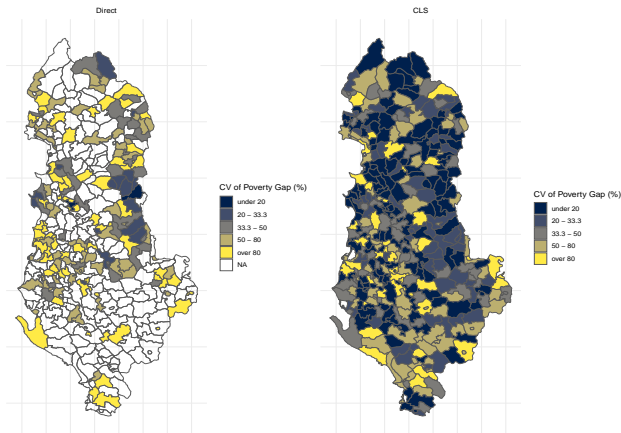 Direct
CV of Poverty Gap (%)
under 20
20 – 33.3
33.3 – 50
50 – 80
over 80
NA
CLS
CV of Poverty Gap (%)
under 20
20 – 33.3
33.3 – 50
50 – 80
over 80